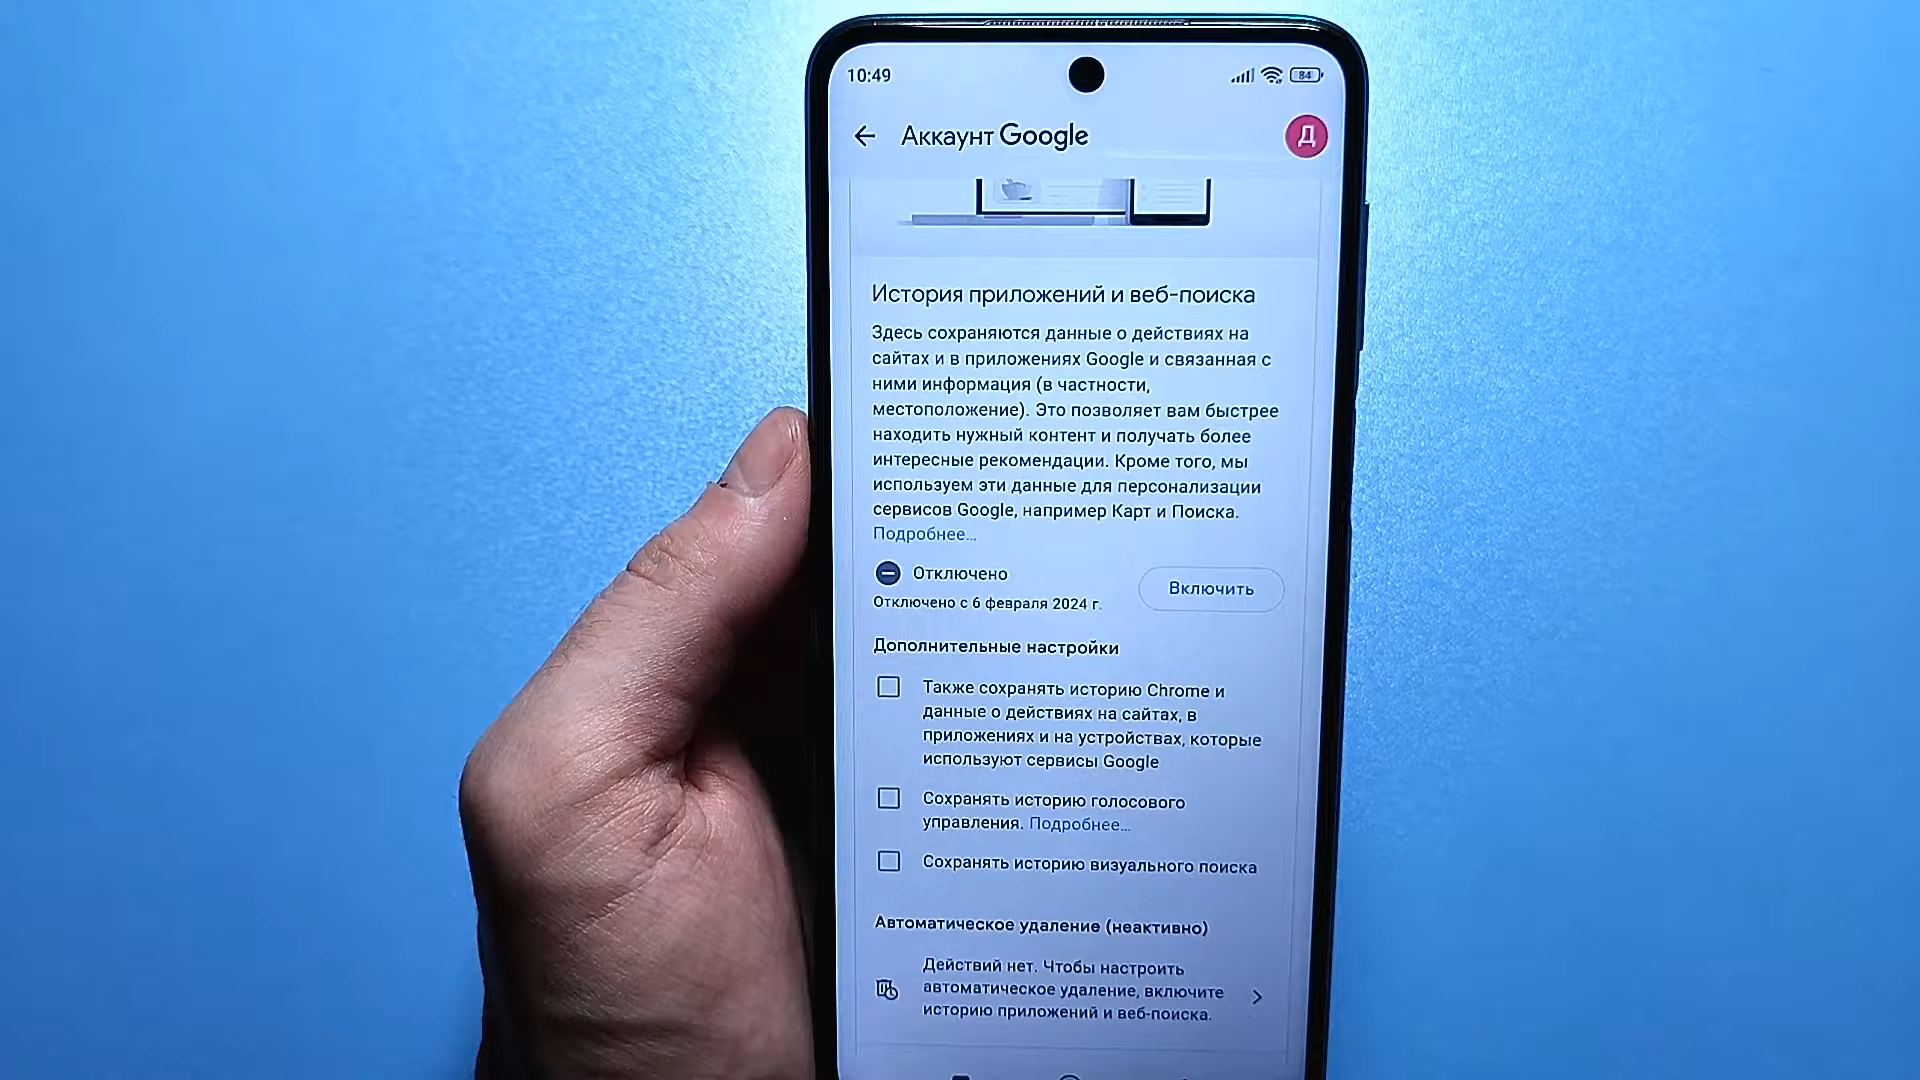 10:49
84
Аккаунт Google
Д
История приложений и веб-поиска
Здесь сохраняются данные о действиях на
сайтах и в приложениях Google и связанная с
ними информация (в частности,
местоположение). Это позволяет вам быстрее
находить нужный контент и получать более
интересные рекомендации. Кроме того, мы
используем эти данные для персонализации
сервисов Google, например Карт и Поиска.
Подробнее…
Отключено
Отключено с 6 февраля 2024 г.
Включить
Дополнительные настройки
Также сохранять историю Chrome и
данные о действиях на сайтах, в
приложениях и на устройствах, которые
используют сервисы Google
Сохранять историю голосового
управления. Подробнее…
Сохранять историю визуального поиска
Автоматическое удаление (неактивно)
Действий нет. Чтобы настроить
автоматическое удаление, включите
историю приложений и веб-поиска.